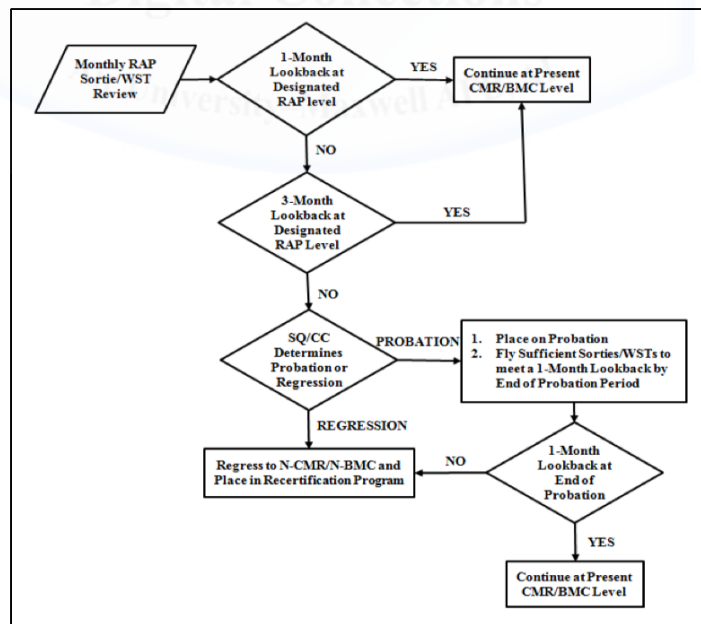 Digital Collections
Monthly RAP
Sortie/WST
Review
1-Month
Lookback at
Designated
RAP level
YES
Continue at Present
CMR/BMC Level
NO
3-Month
Lookback at
Designated
RAP Level
YES
NO
SQ/CC
Determines
Probation or
Regression
PROBATION
1. Place on Probation
2. Fly Sufficient Sorties/WSTs to
meet a 1-Month Lookback by
End of Probation Period
REGRESSION
Regress to N-CMR/N-BMC and
Place in Recertification Program
NO
1-Month
Lookback at
End of
Probation
YES
Continue at Present
CMR/BMC Level